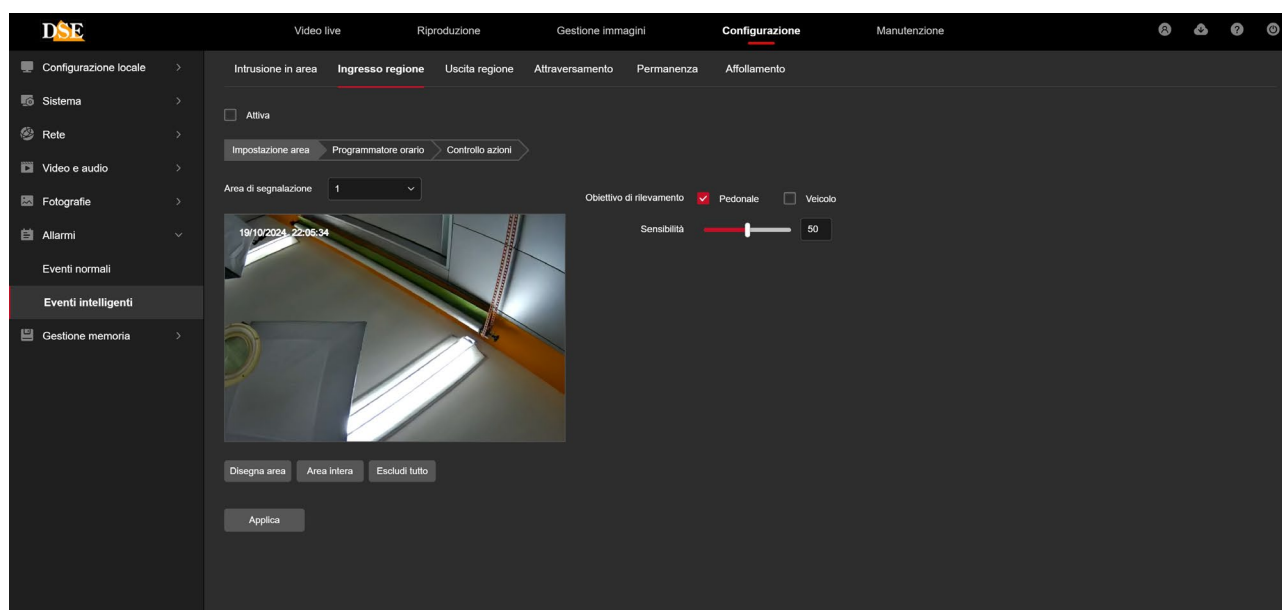 DSE
Video live Riproduzione Gestione immagini Configurazione Manutenzione
Configurazione locale
Sistema
Rete
Video e audio
Fotografie
Allarmi
Eventi normali
Eventi intelligenti
Gestione memoria
Intrusione in area Ingresso regione Uscita regione Attraversamento Permanenza Affollamento
Attiva
Impostazione area Programmatore orario Controllo azioni
Area di segnalazione 1
19/10/2024 22:05:34
Disegna area Area intera Escludi tutto
Applica
Obiettivo di rilevamento Pedonale Veicolo
Sensibilità 50